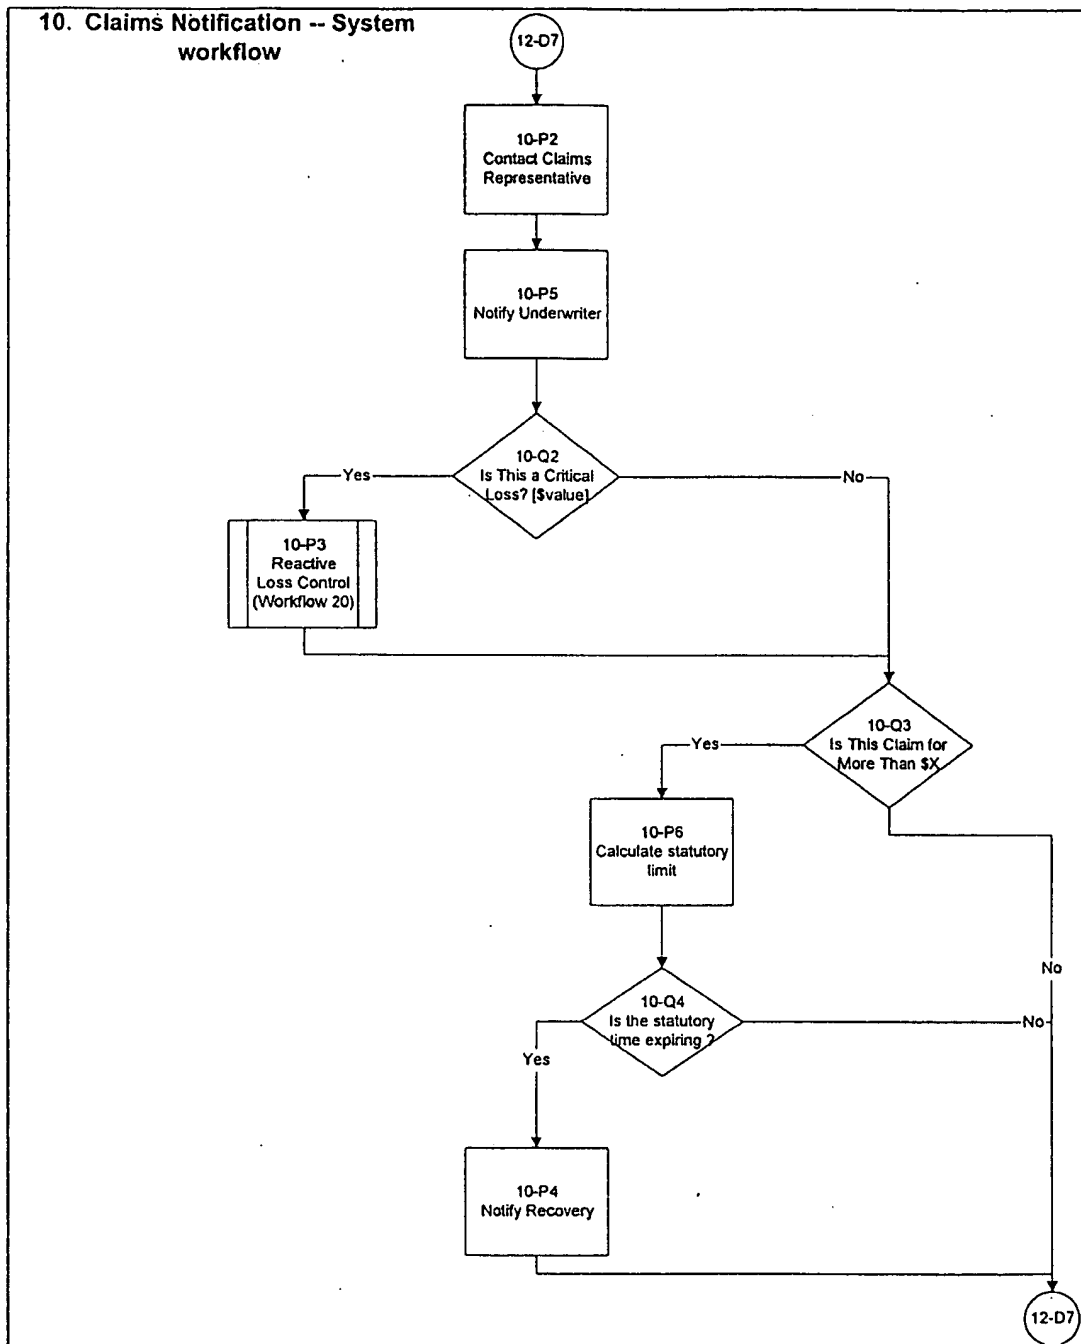 10. Claims Notification -- System
workflow
12-D7
10-P2
Contact Claims
Representative
10-P5
Notify Underwriter
10-Q2
Is This a Critical
Loss? [$value]
Yes
No
10-P3
Reactive
Loss Control
(Workflow 20)
10-Q3
Is This Claim for
More Than $X
Yes
10-P6
Calculate statutory
limit
No
10-Q4
Is the statutory
time expiring ?
No
Yes
10-P4
Notify Recovery
12-D7